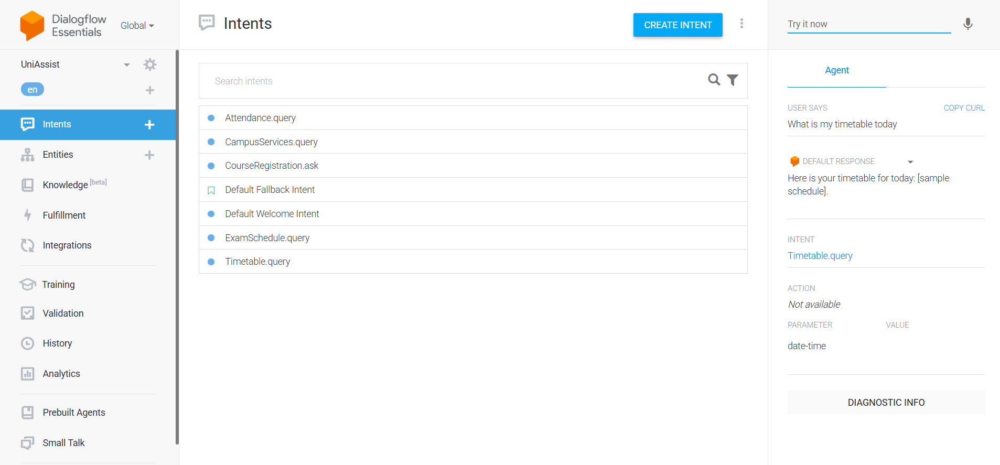 Dialogflow
Essentials
Global
UniAssist
en
Intents
Entities
Knowledge [beta]
Fulfillment
Integrations
Training
Validation
History
Analytics
Prebuilt Agents
Small Talk
Intents
CREATE INTENT
Search intents
Attendance.query
CampusServices.query
CourseRegistration.ask
Default Fallback Intent
Default Welcome Intent
ExamSchedule.query
Timetable.query
Try it now
Agent
USER SAYS COPY CURL
What is my timetable today
DEFAULT RESPONSE
Here is your timetable for today: [sample
schedule].
INTENT
Timetable.query
ACTION
Not available
PARAMETER VALUE
date-time
DIAGNOSTIC INFO